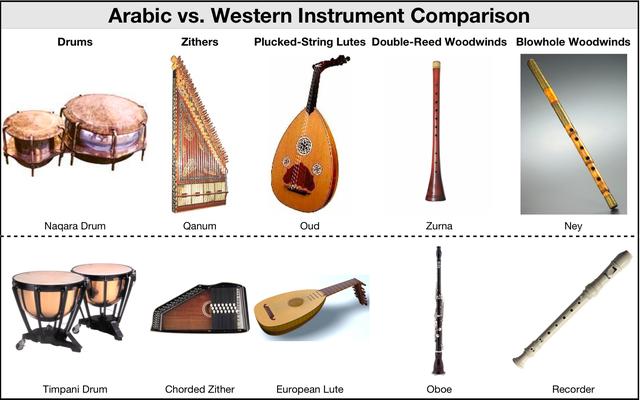 Arabic vs. Western Instrument Comparison
Drums Zithers Plucked-String Lutes Double-Reed Woodwinds Blowhole Woodwinds
Naqara Drum Qanum Oud Zurna Ney
Timpani Drum Chorded Zither European Lute Oboe Recorder